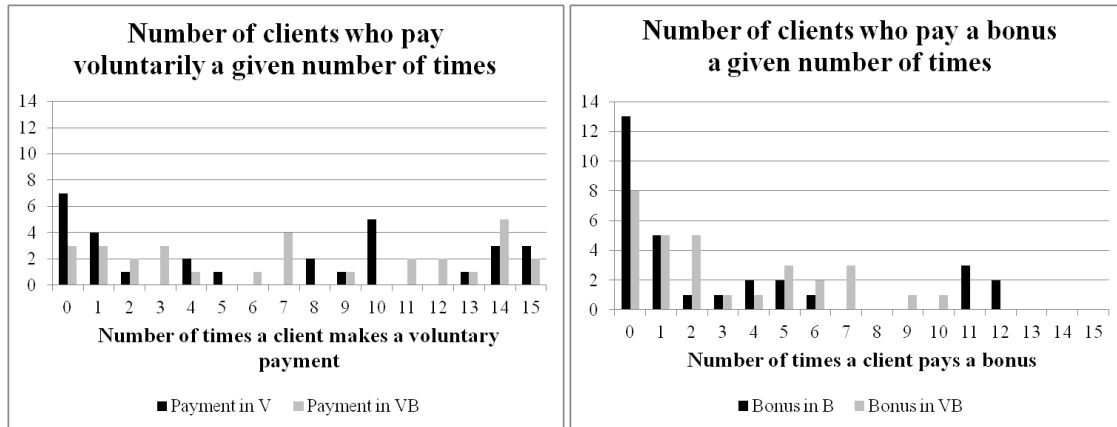 Number of clients who pay
voluntarily a given number of times
14
12
10
8
6
4
2
0
0 1 2 3 4 5 6 7 8 9 10 11 12 13 14 15
Number of times a client makes a voluntary
payment
Payment in V Payment in VB
Number of clients who pay a bonus
a given number of times
14
12
10
8
6
4
2
0
0 1 2 3 4 5 6 7 8 9 10 11 12 13 14 15
Number of times a client pays a bonus
Bonus in B Bonus in VB